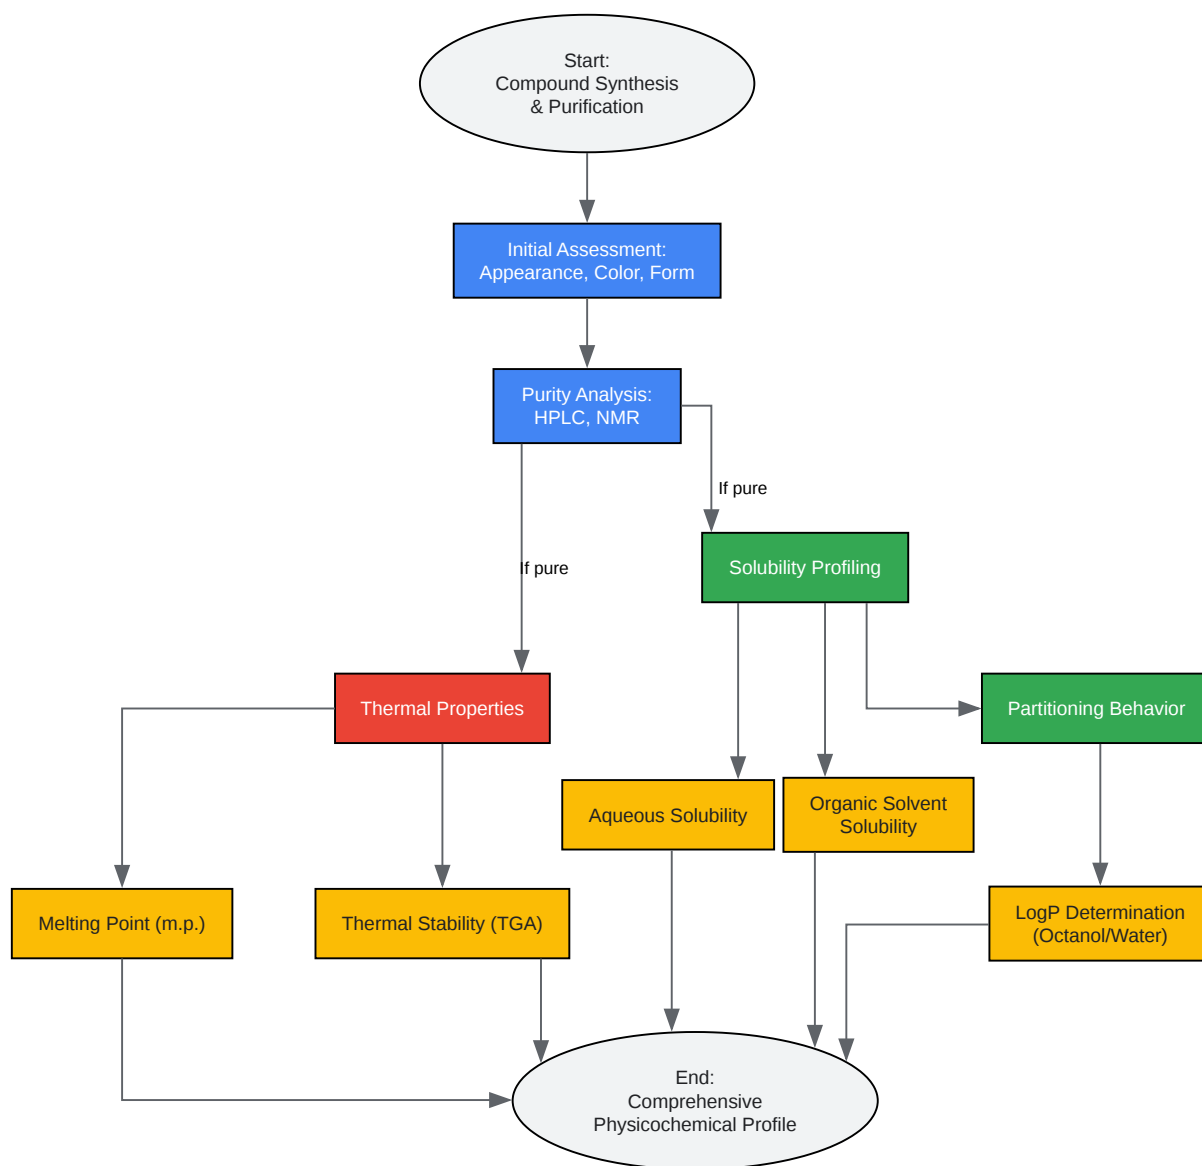 Start:
Compound Synthesis
& Purification
Initial Assessment:
Appearance, Color, Form
Purity Analysis:
HPLC, NMR
If pure
Solubility Profiling
If pure
Thermal Properties
Partitioning Behavior
Aqueous Solubility
Organic Solvent
Solubility
Melting Point (m.p.)
Thermal Stability (TGA)
LogP Determination
(Octanol/Water)
End:
Comprehensive
Physicochemical Profile